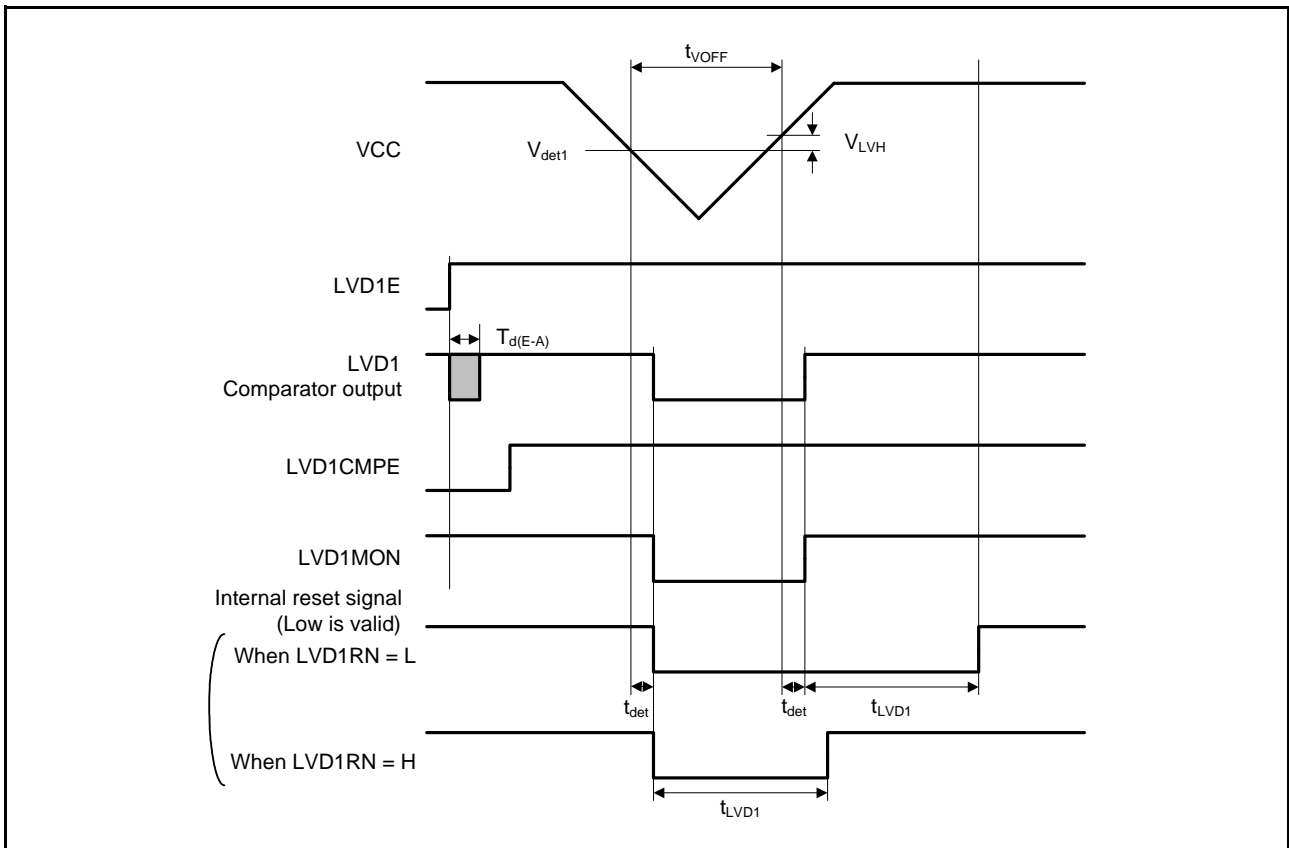 tVOFF
VCC
Vdet1
VLVH
LVD1E
Td(E-A)
LVD1
Comparator output
LVD1CMPE
LVD1MON
Internal reset signal
(Low is valid)
When LVD1RN = L
tdet
tdet
tLVD1
When LVD1RN = H
tLVD1